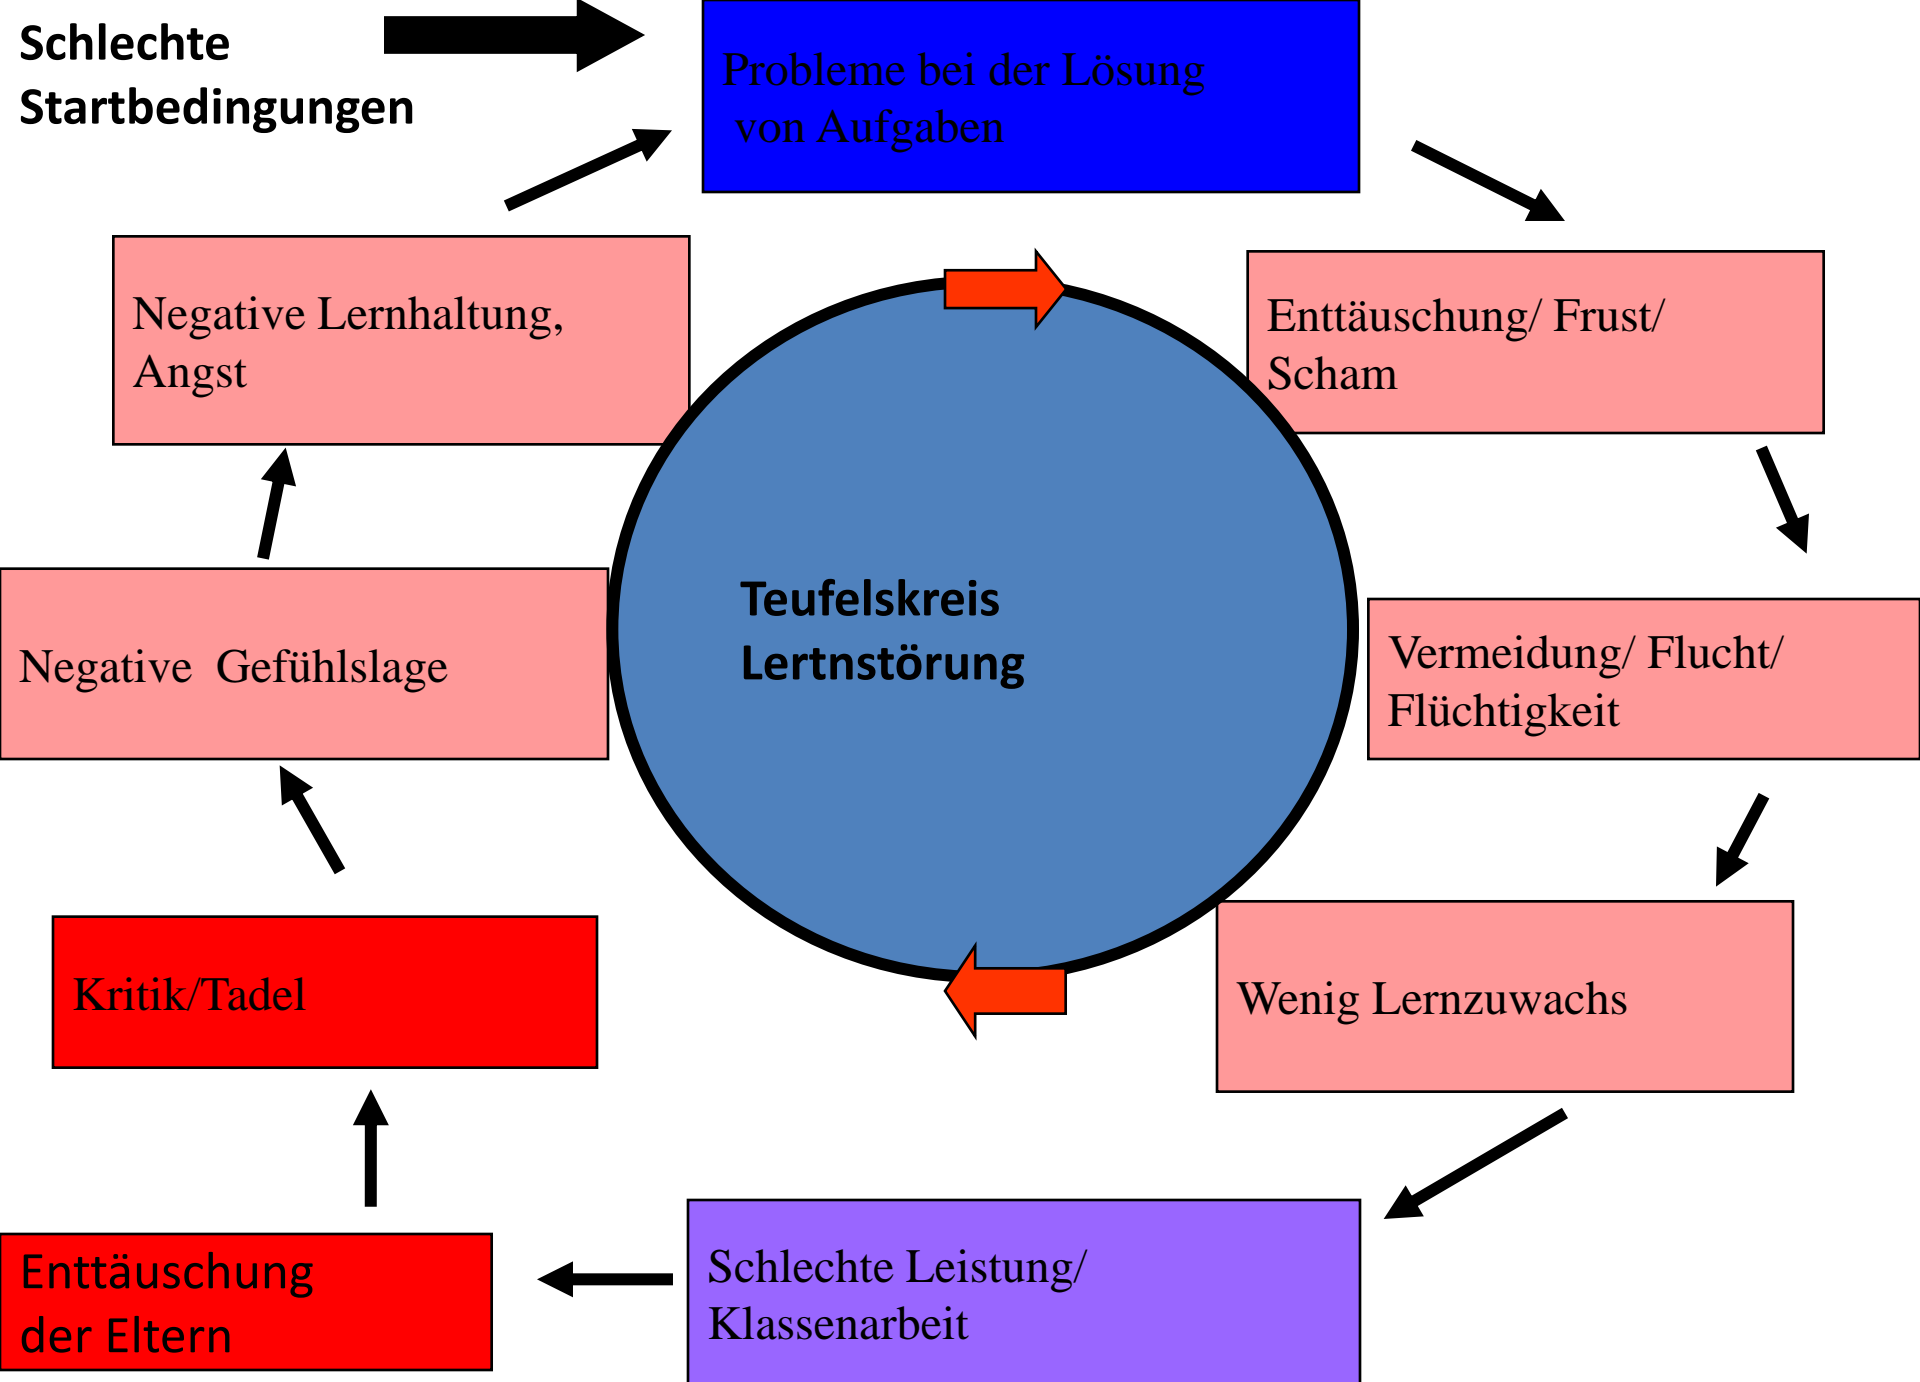 Schlechte
Startbedingungen
Probleme bei der Lösung
von Aufgaben
Negative Lernhaltung,
Angst
Enttäuschung/ Frust/
Scham
Teufelskreis
Lertnstörung
Negative  Gefühlslage
Vermeidung/ Flucht/
Flüchtigkeit
Kritik/Tadel
Wenig Lernzuwachs
Enttäuschung
der Eltern
Schlechte Leistung/
Klassenarbeit